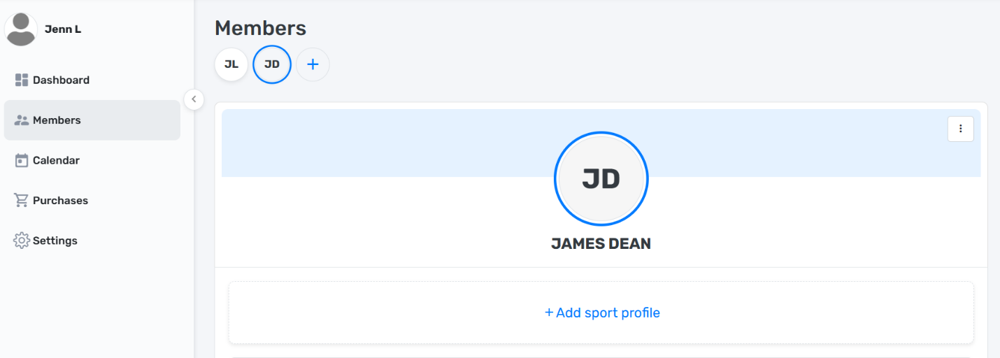 Jenn L
Dashboard
Members
Calendar
Purchases
Settings
Members
JL
JD
+
JD
JAMES DEAN
+ Add sport profile